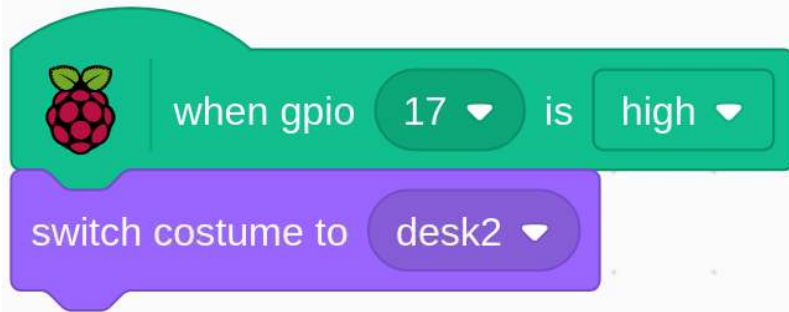 when gpio 17 is high
switch costume to desk2